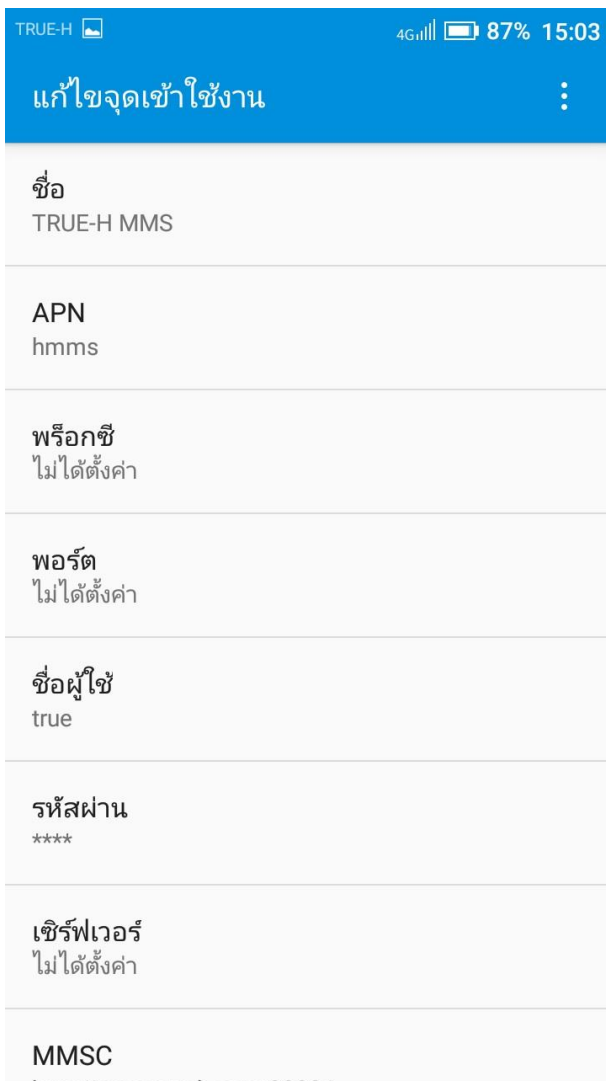 TRUE-H 4G 87% 15:03
แก้ไขจุดเข้าใช้งาน
ชื่อ
TRUE-H MMS
APN
hmms
พร็อกซี
ไม่ได้ตั้งค่า
พอร์ต
ไม่ได้ตั้งค่า
ชื่อผู้ใช้
true
รหัสผ่าน
****
เซิร์ฟเวอร์
ไม่ได้ตั้งค่า
MMSC